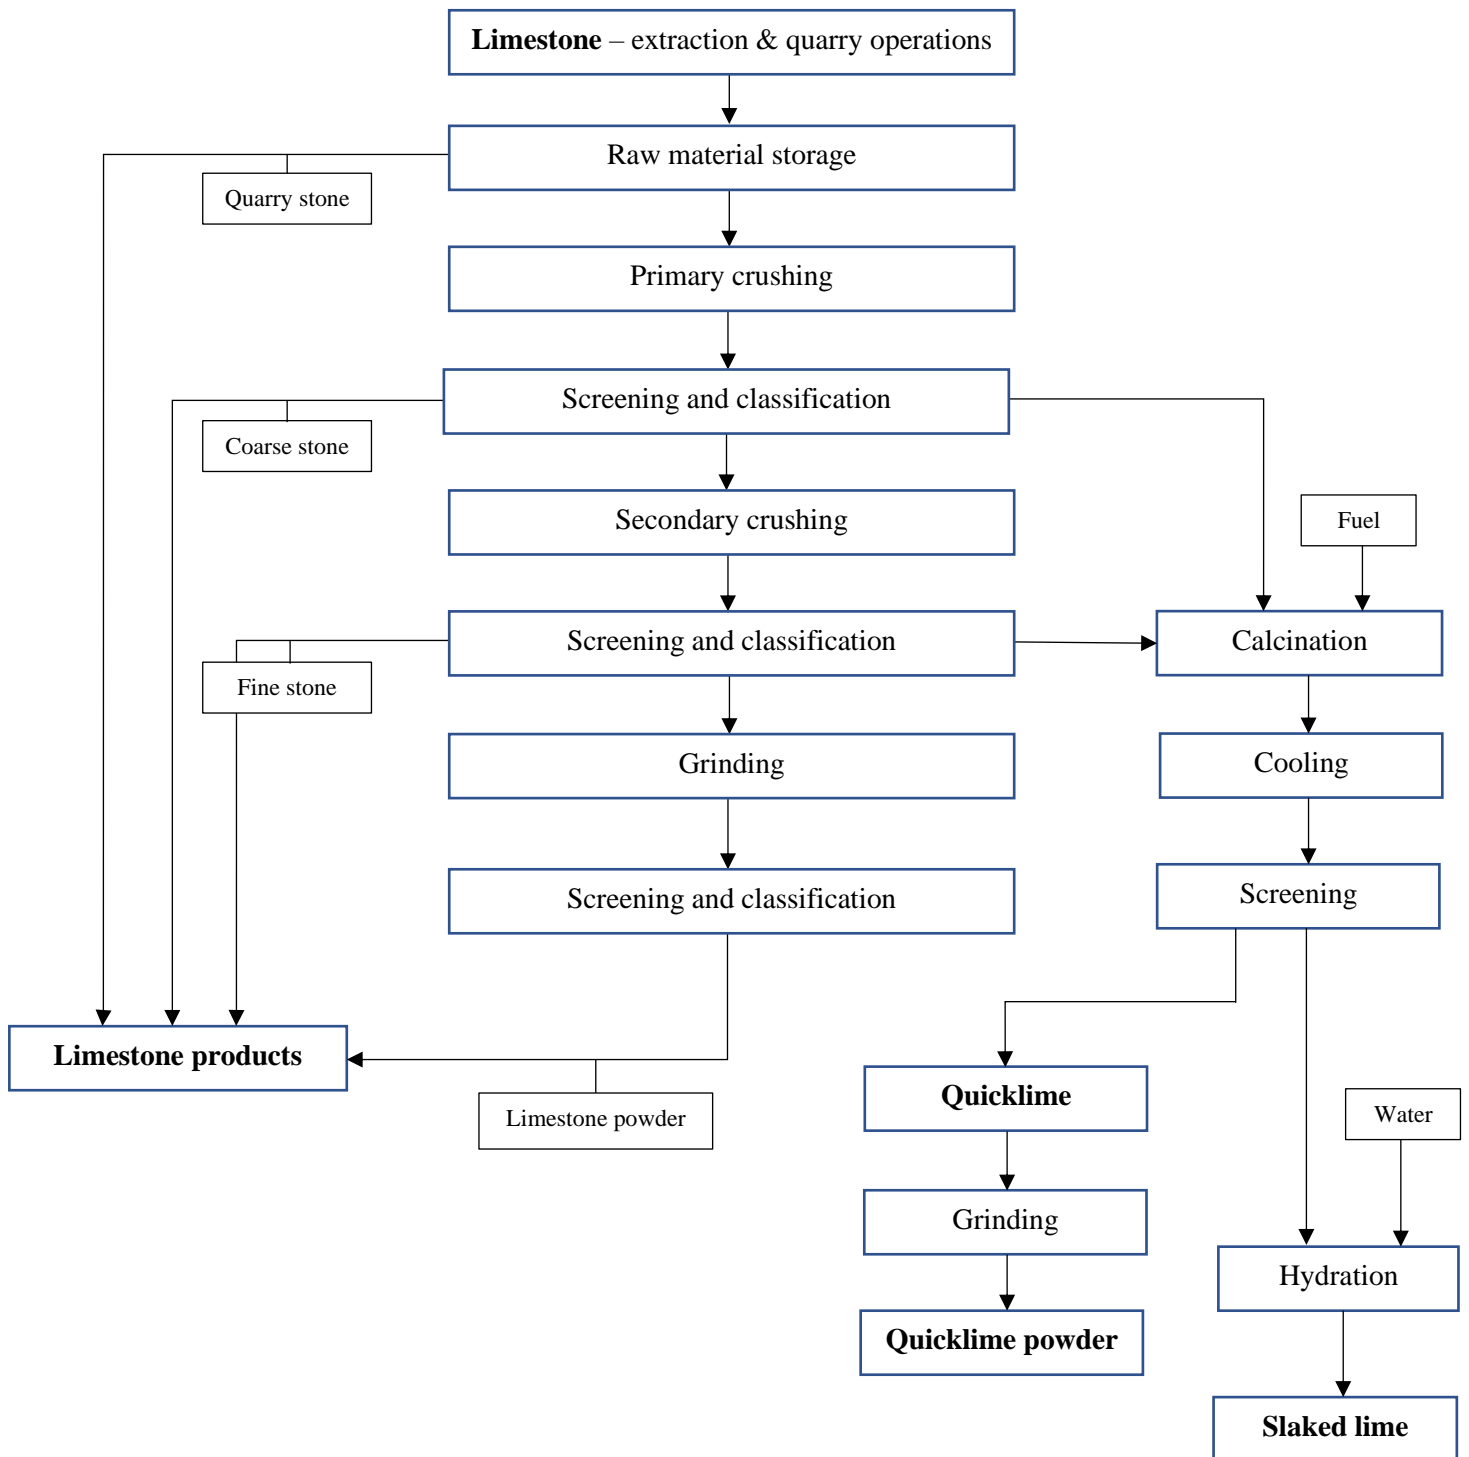 Limestone – extraction & quarry operations
Raw material storage
Quarry stone
Primary crushing
Screening and classification
Coarse stone
Secondary crushing
Fuel
Screening and classification
Calcination
Fine stone
Grinding
Cooling
Screening and classification
Screening
Limestone products
Quicklime
Limestone powder
Water
Grinding
Hydration
Quicklime powder
Slaked lime